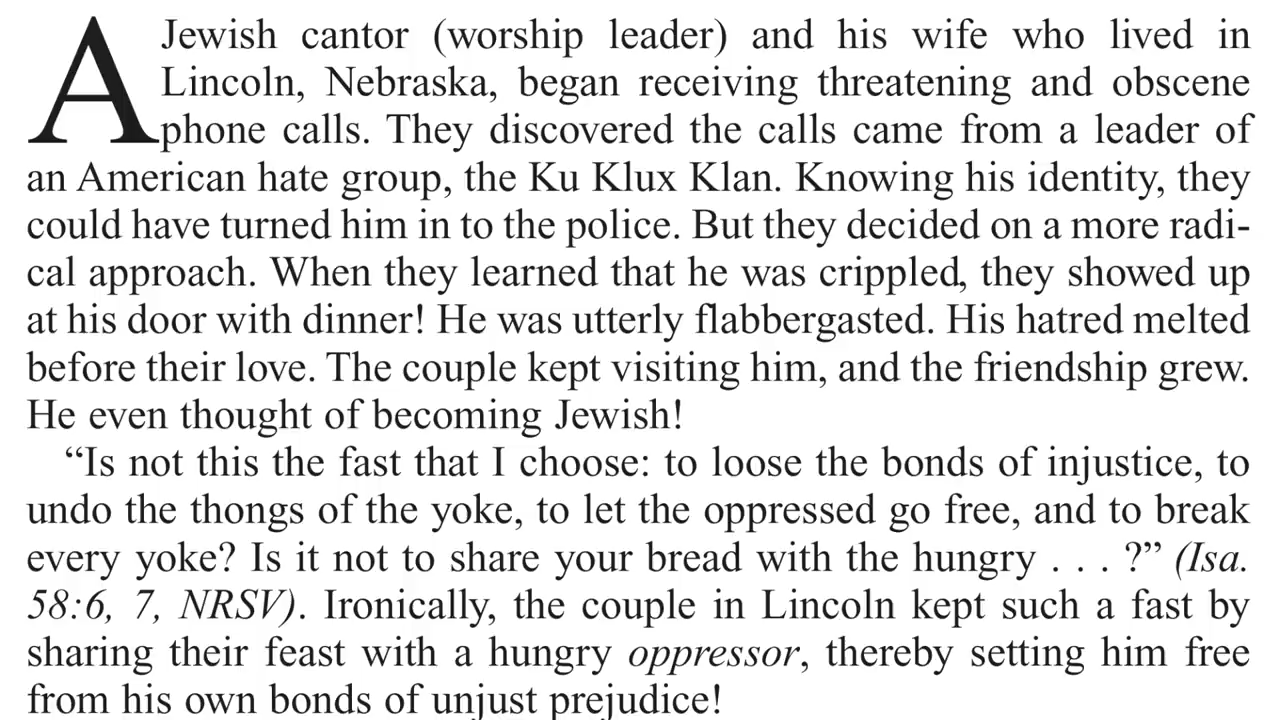 A Jewish cantor (worship leader) and his wife who lived in
Lincoln, Nebraska, began receiving threatening and obscene
phone calls. They discovered the calls came from a leader of
an American hate group, the Ku Klux Klan. Knowing his identity, they
could have turned him in to the police. But they decided on a more radi-
cal approach. When they learned that he was crippled, they showed up
at his door with dinner! He was utterly flabbergasted. His hatred melted
before their love. The couple kept visiting him, and the friendship grew.
He even thought of becoming Jewish!
“Is not this the fast that I choose: to loose the bonds of injustice, to
undo the thongs of the yoke, to let the oppressed go free, and to break
every yoke? Is it not to share your bread with the hungry . . . ?” (Isa.
58:6, 7, NRSV). Ironically, the couple in Lincoln kept such a fast by
sharing their feast with a hungry oppressor, thereby setting him free
from his own bonds of unjust prejudice!